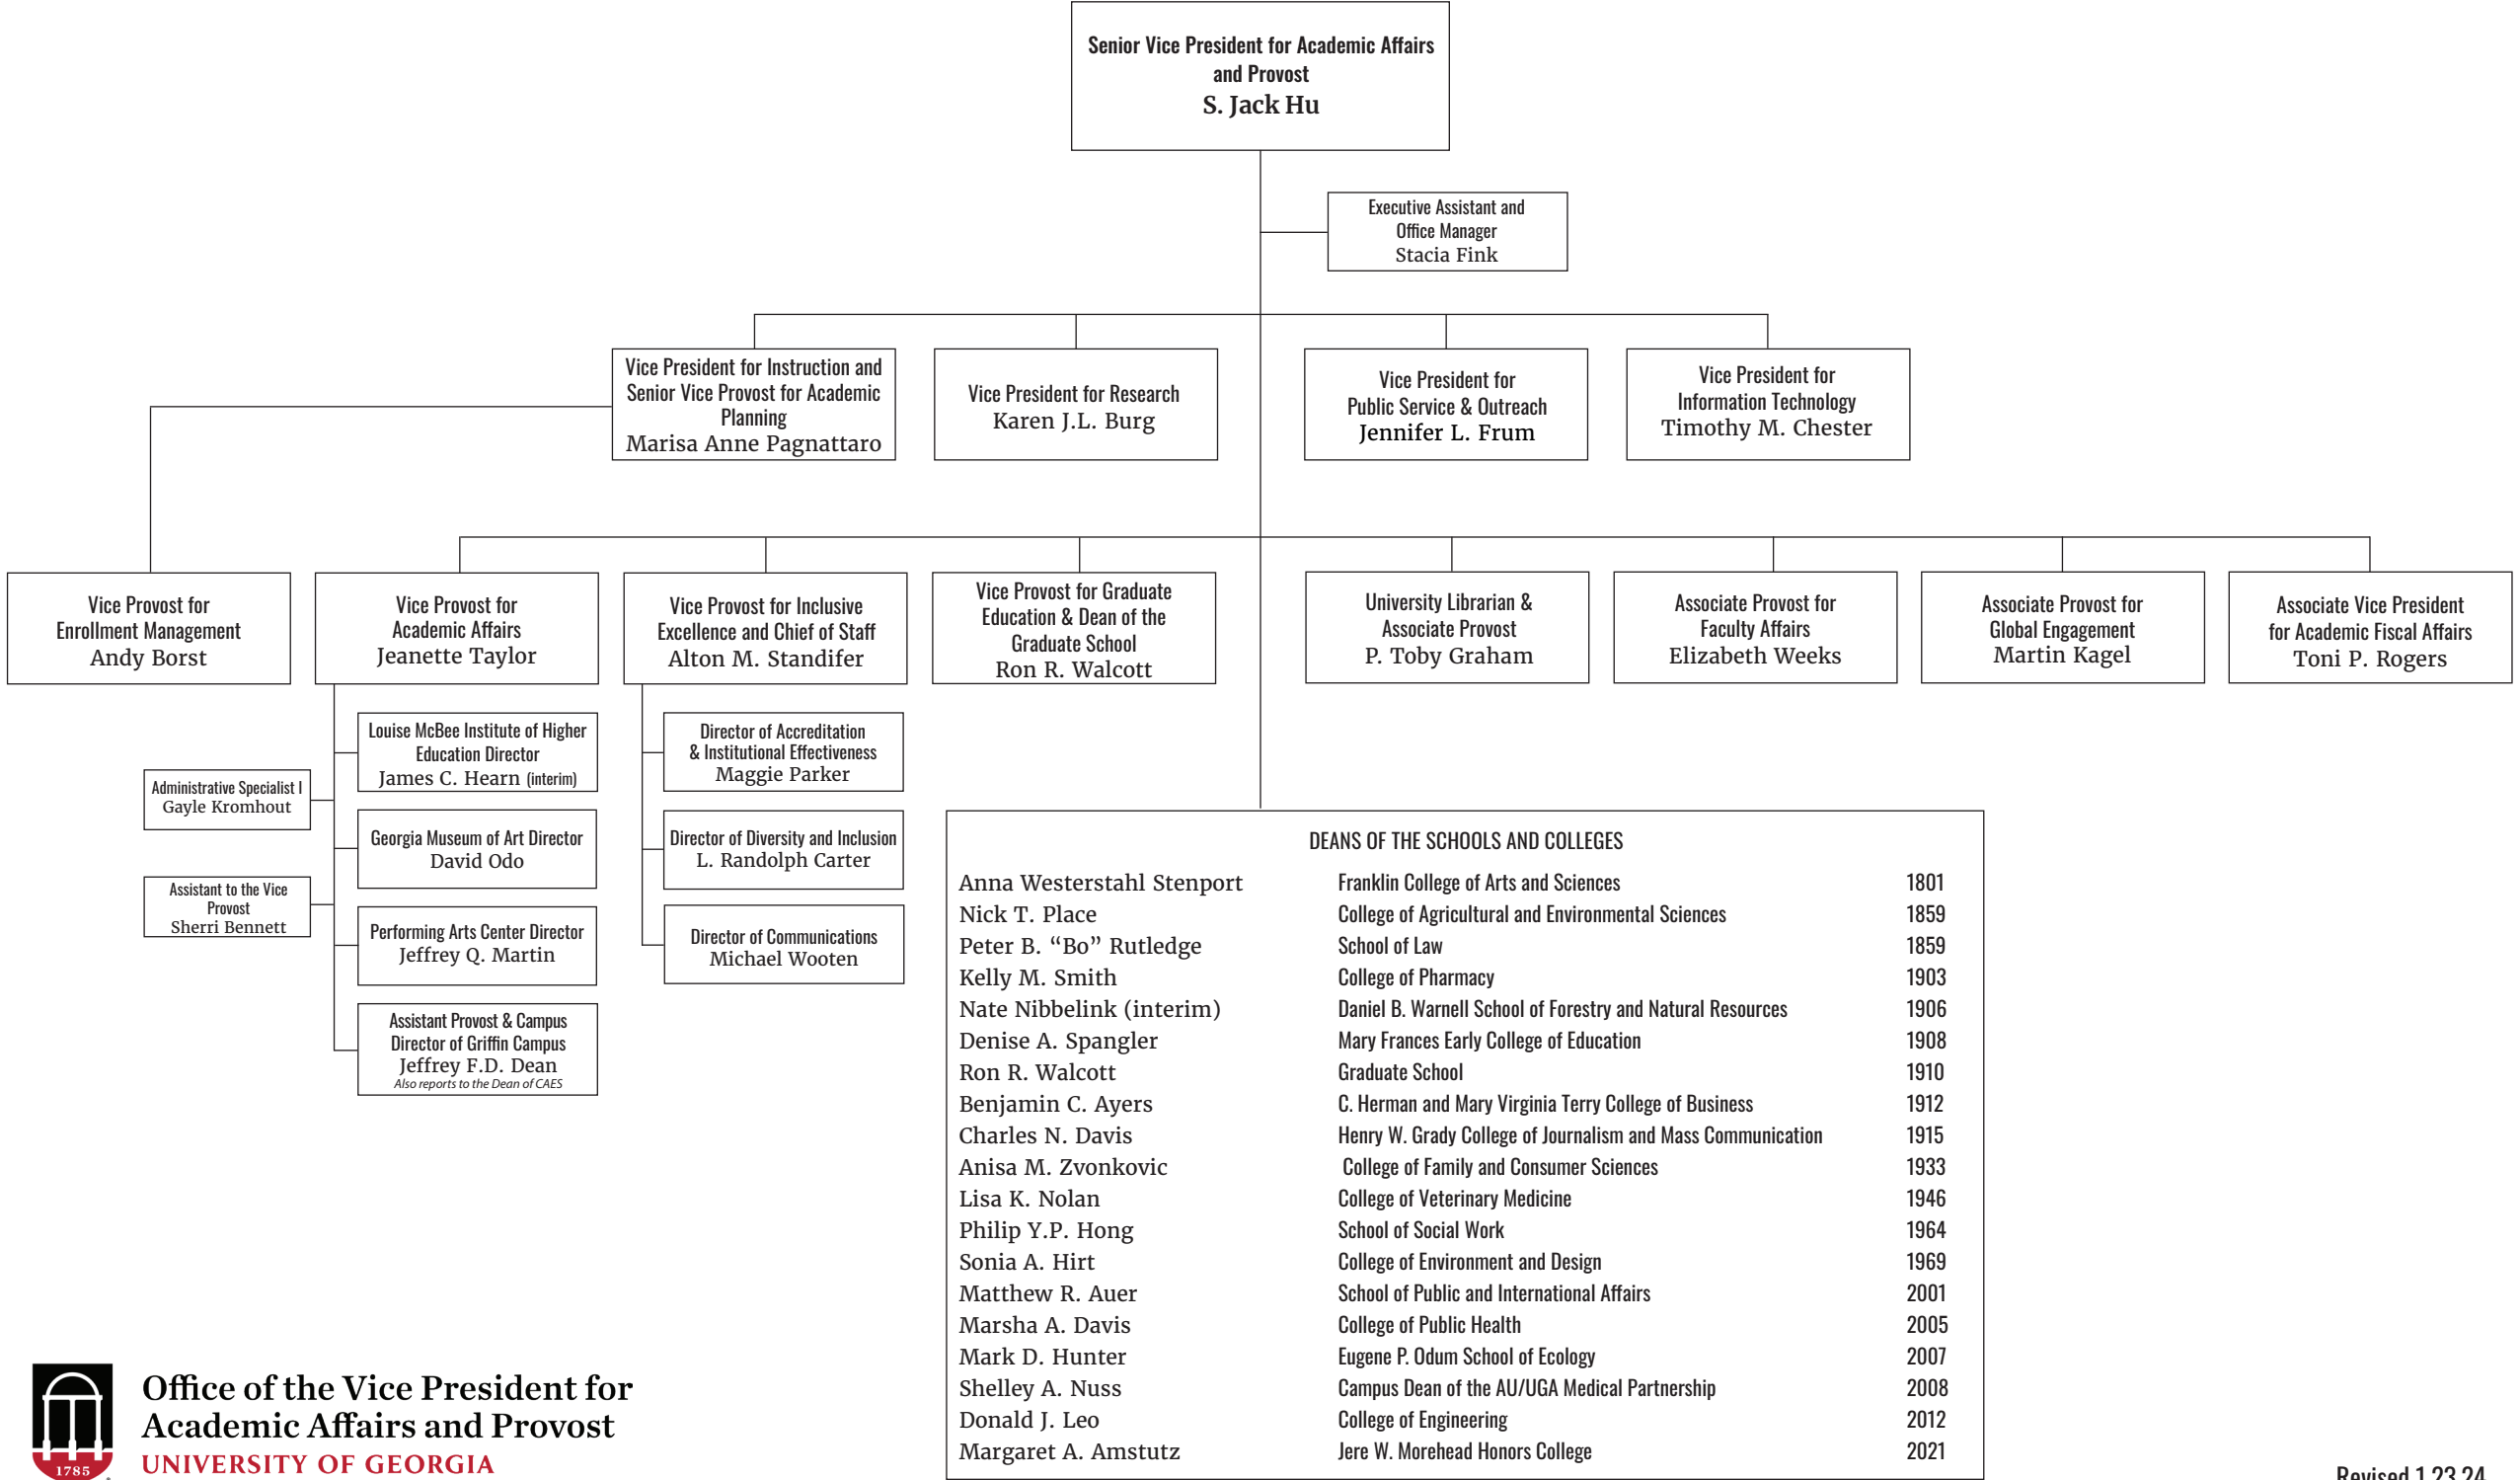 Senior Vice President for Academic Affairs
and Provost
S. Jack Hu
Executive Assistant and
Office Manager
Stacia Fink
Vice President for Instruction and
Senior Vice Provost for Academic
Planning
Marisa Anne Pagnattaro
Vice President for Research
Karen J.L. Burg
Vice President for
Public Service & Outreach
Jennifer L. Frum
Vice President for
Information Technology
Timothy M. Chester
Vice Provost for
Enrollment Management
Andy Borst
Vice Provost for
Academic Affairs
Jeanette Taylor
Vice Provost for Inclusive
Excellence and Chief of Staff
Alton M. Standifer
Vice Provost for Graduate
Education & Dean of the
Graduate School
Ron R. Walcott
University Librarian &
Associate Provost
P. Toby Graham
Associate Provost for
Faculty Affairs
Elizabeth Weeks
Associate Provost for
Global Engagement
Martin Kagel
Associate Vice President
for Academic Fiscal Affairs
Toni P. Rogers
Administrative Specialist I
Gayle Kromhout
Assistant to the Vice
Provost
Sherri Bennett
Louise McBee Institute of Higher
Education Director
James C. Hearn (interim)
Georgia Museum of Art Director
David Odo
Performing Arts Center Director
Jeffrey Q. Martin
Assistant Provost & Campus
Director of Griffin Campus
Jeffrey F.D. Dean
Also reports to the Dean of CAES
Director of Accreditation
& Institutional Effectiveness
Maggie Parker
Director of Diversity and Inclusion
L. Randolph Carter
Director of Communications
Michael Wooten
DEANS OF THE SCHOOLS AND COLLEGES
Anna Westerstahl Stenport Franklin College of Arts and Sciences 1801
Nick T. Place College of Agricultural and Environmental Sciences 1859
Peter B. “Bo” Rutledge School of Law 1859
Kelly M. Smith College of Pharmacy 1903
Nate Nibbelink (interim) Daniel B. Warnell School of Forestry and Natural Resources 1906
Denise A. Spangler Mary Frances Early College of Education 1908
Ron R. Walcott Graduate School 1910
Benjamin C. Ayers C. Herman and Mary Virginia Terry College of Business 1912
Charles N. Davis Henry W. Grady College of Journalism and Mass Communication 1915
Anisa M. Zvonkovic College of Family and Consumer Sciences 1933
Lisa K. Nolan College of Veterinary Medicine 1946
Philip Y.P. Hong School of Social Work 1964
Sonia A. Hirt College of Environment and Design 1969
Matthew R. Auer School of Public and International Affairs 2001
Marsha A. Davis College of Public Health 2005
Mark D. Hunter Eugene P. Odum School of Ecology 2007
Shelley A. Nuss Campus Dean of the AU/UGA Medical Partnership 2008
Donald J. Leo College of Engineering 2012
Margaret A. Amstutz Jere W. Morehead Honors College 2021
1785
Office of the Vice President for
Academic Affairs and Provost
UNIVERSITY OF GEORGIA
Revised 1.23.24